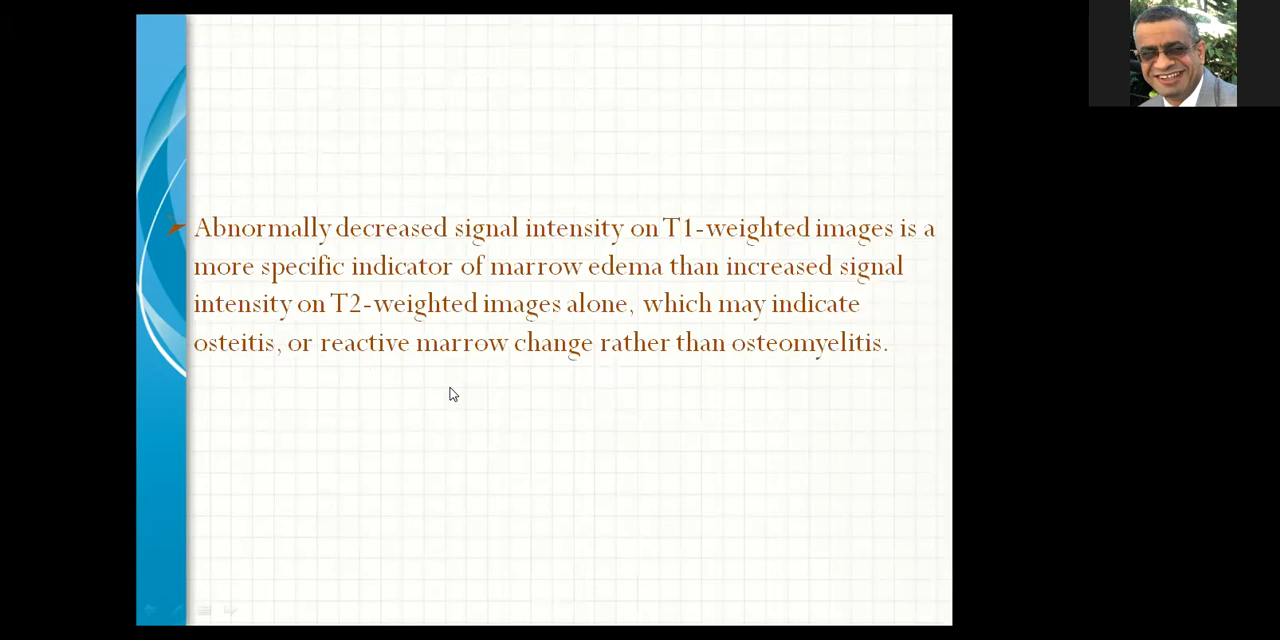 Abnormally decreased signal intensity on T1-weighted images is a
more specific indicator of marrow edema than increased signal
intensity on T2-weighted images alone, which may indicate
osteitis, or reactive marrow change rather than osteomyelitis.